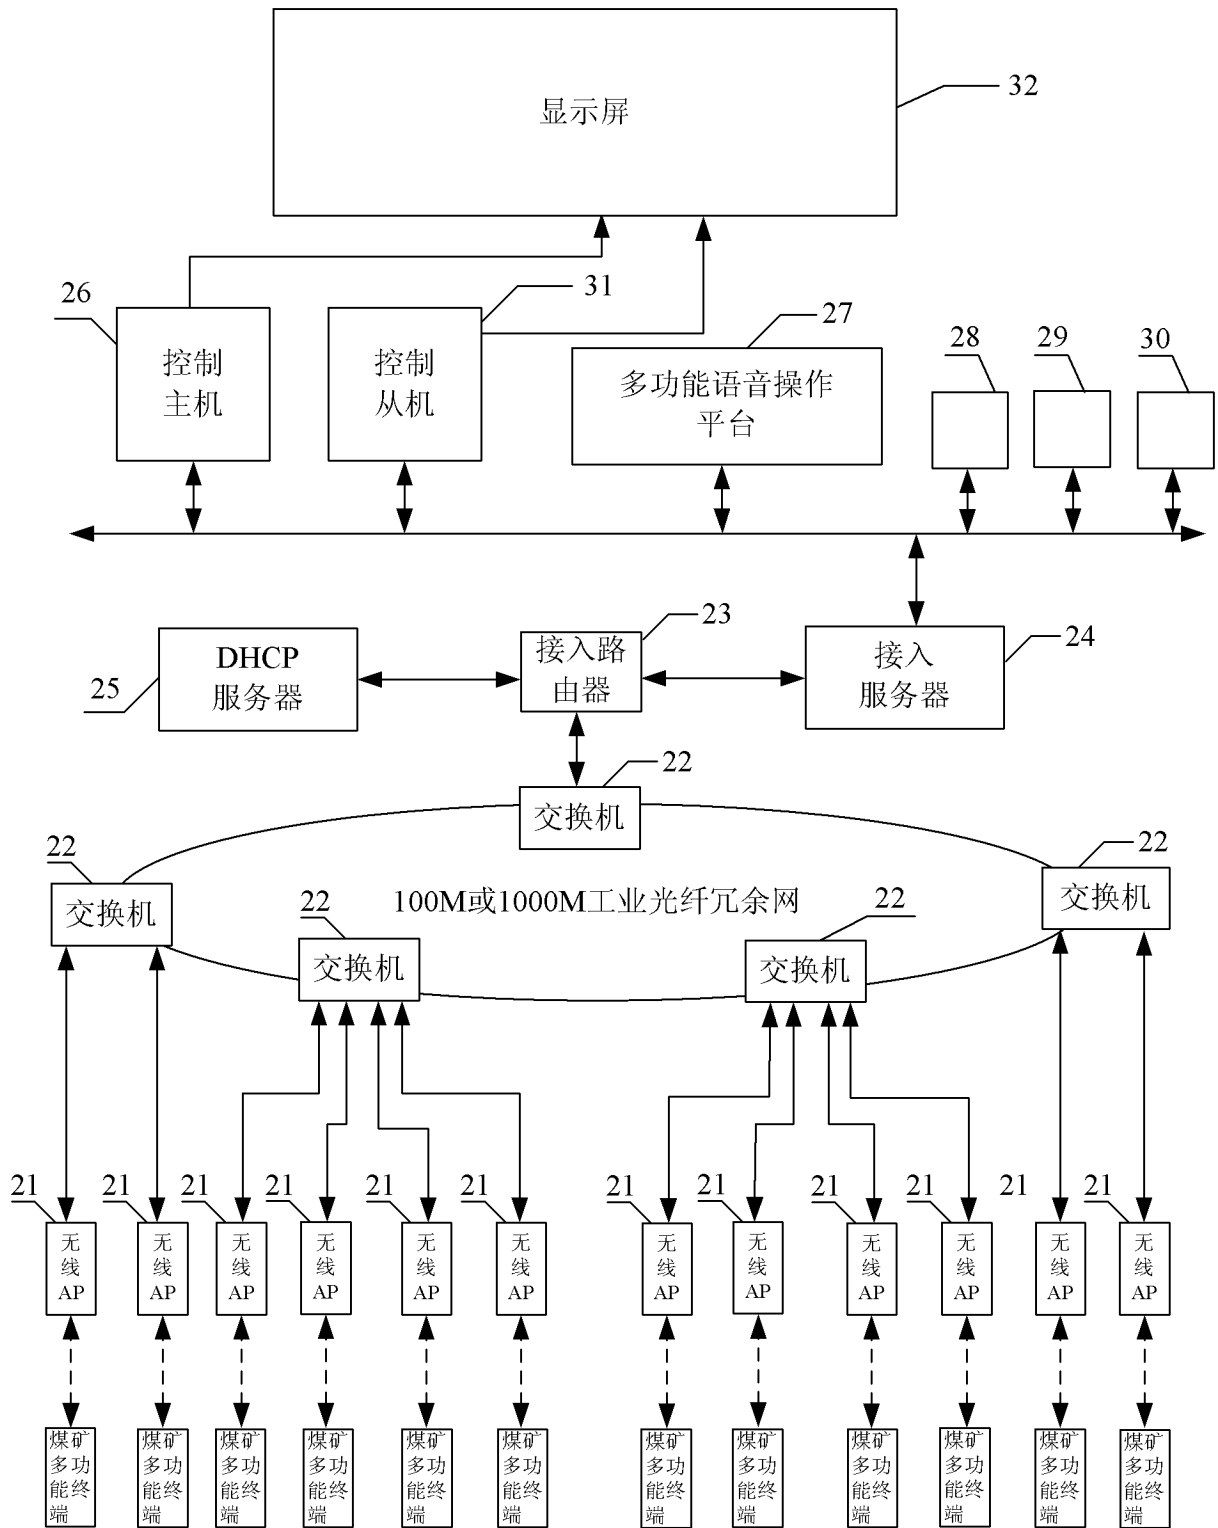 显示屏
32
26
31
27
28
29
30
控制
主机
控制
从机
多功能语音操作
平台
23
24
25
DHCP
服务器
接入路
由器
接入
服务器
22
交换机
22
交换机
22
交换机
100M或1000M工业光纤冗余网
22
交换机
22
交换机
21
21
21
21
21
21
21
21
21
21
21
21
无
线
AP
无
线
AP
无
线
AP
无
线
AP
无
线
AP
无
线
AP
无
线
AP
无
线
AP
无
线
AP
无
线
AP
无
线
AP
无
线
AP
煤矿
多功
能终
端
煤矿
多功
能终
端
煤矿
多功
能终
端
煤矿
多功
能终
端
煤矿
多功
能终
端
煤矿
多功
能终
端
煤矿
多功
能终
端
煤矿
多功
能终
端
煤矿
多功
能终
端
煤矿
多功
能终
端
煤矿
多功
能终
端
煤矿
多功
能终
端